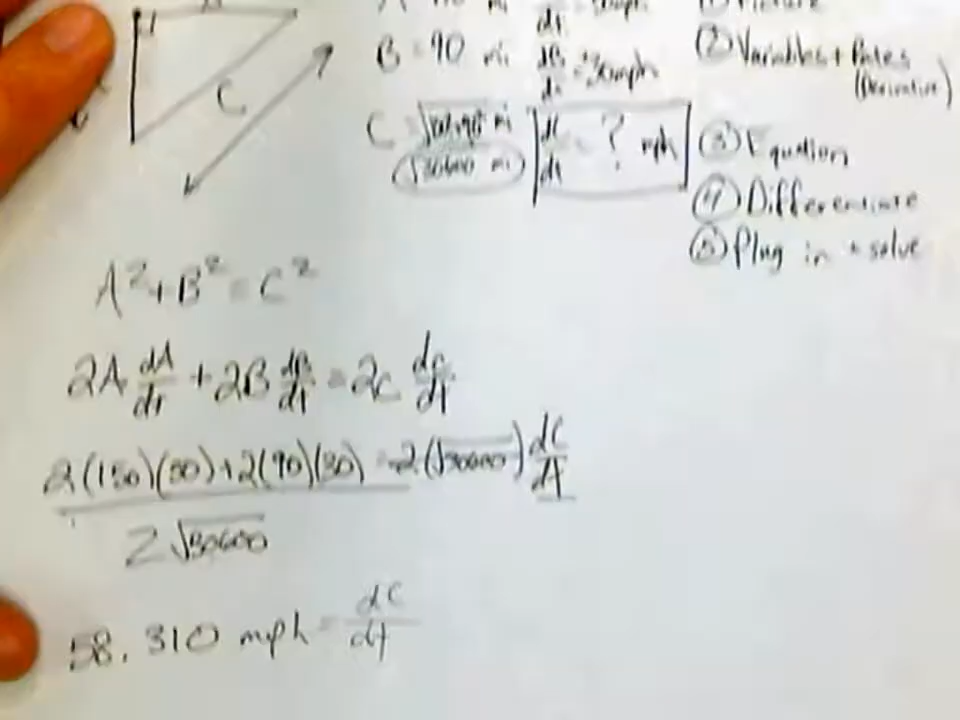 B = 90 mi
dB/dt = 30mph
② Variables + Rates
(Derivative)
C
C = mi
√30600 mi
dC/dt = ? mph
③ Equation
④ Differentiate
⑤ Plug in + solve
A² + B² = C²
2A dA/dt + 2B dB/dt = 2C dC/dt
2(150)(50) + 2(90)(30) = 2(√30600) dC/dt
2√30600
58.310 mph = dC/dt